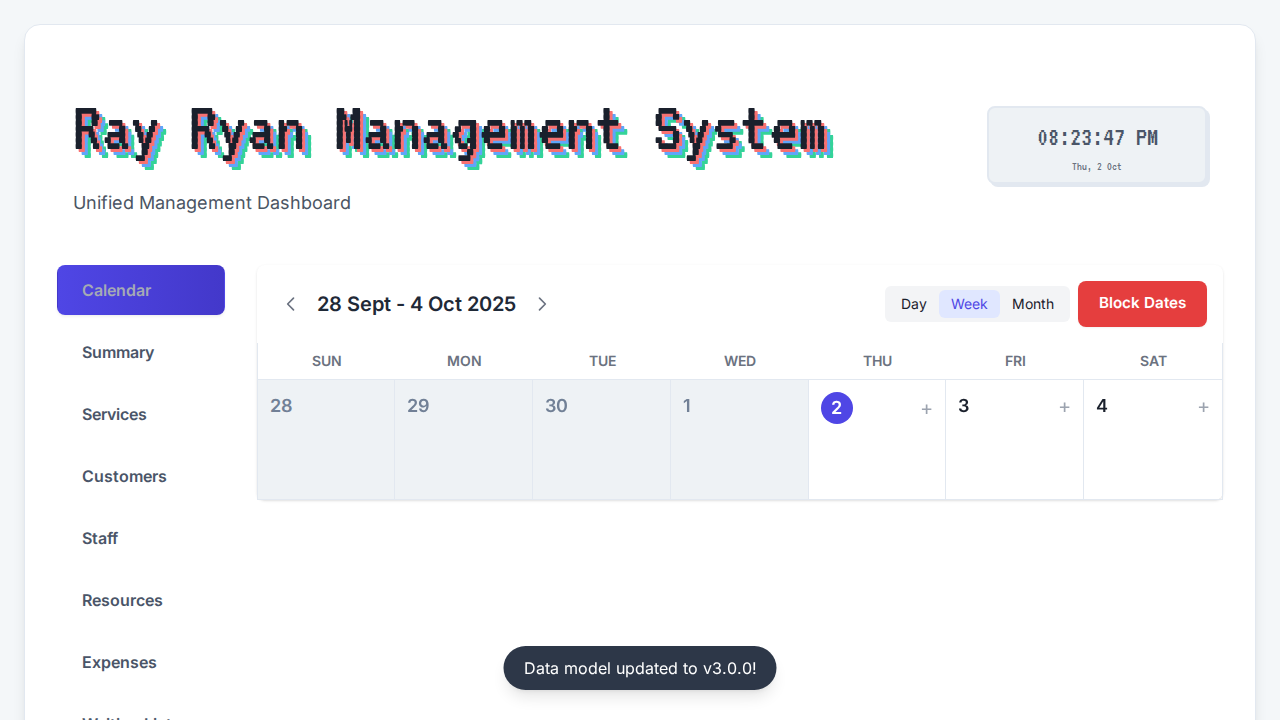 Ray Ryan Management System
08:23:47 PM
Thu, 2 Oct
Unified Management Dashboard
Calendar
Summary
Services
Customers
Staff
Resources
Expenses
28 Sept - 4 Oct 2025
Day Week Month
Block Dates
SUN MON TUE WED THU FRI SAT
28 29 30 1 2 + 3 + 4 +
Data model updated to v3.0.0!